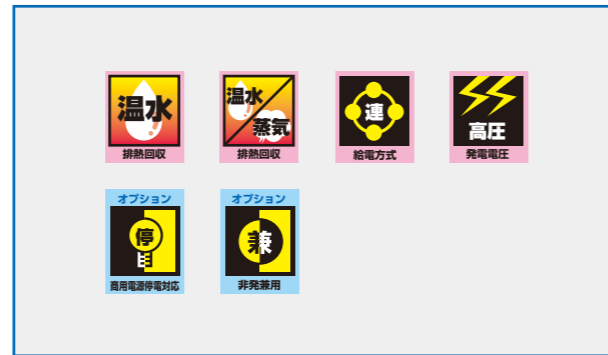 温水
排熱回収
温水
蒸気
排熱回収
連
給電方式
高圧
発電電圧
オプション
停
商用電源停電対応
オプション
兼
非発兼用